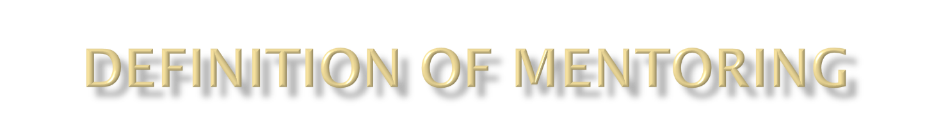 DEFINITION OF MENTORING